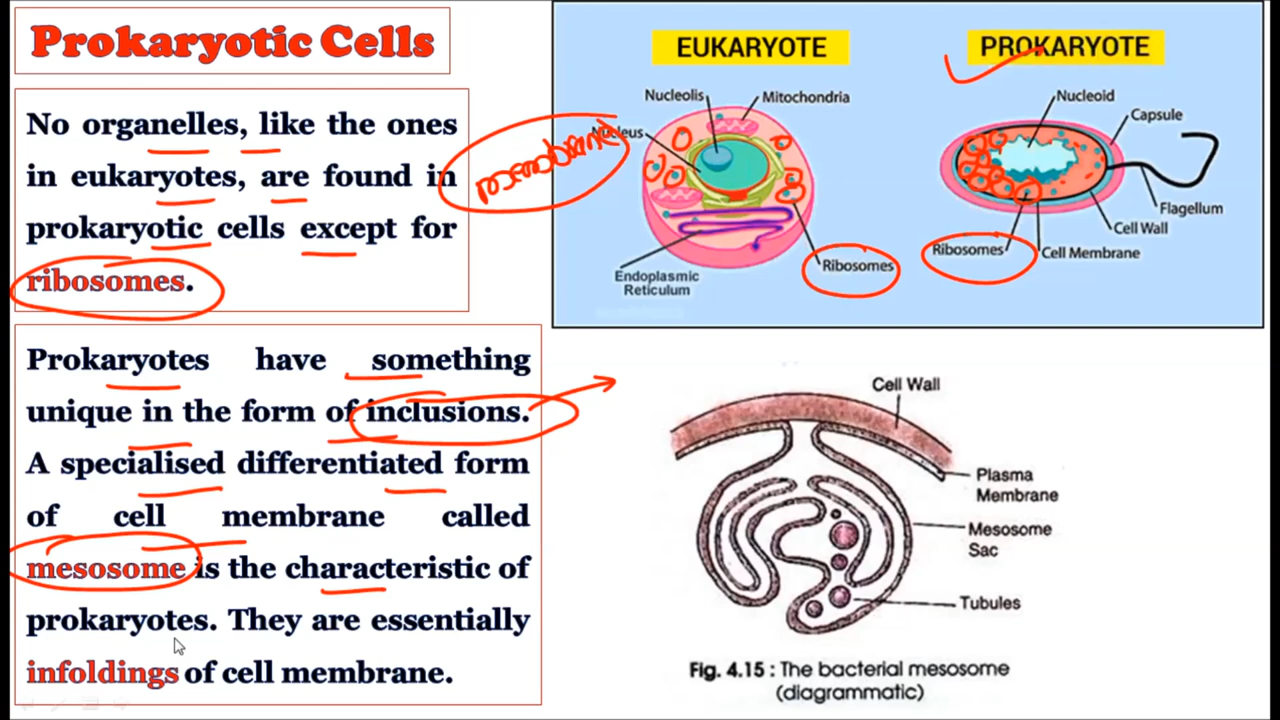 Prokaryotic Cells
No organelles, like the ones
in eukaryotes, are found in
prokaryotic cells except for
ribosomes.
membrane
Prokaryotes have something
unique in the form of inclusions.
A specialised differentiated form
of cell membrane called
mesosome is the characteristic of
prokaryotes. They are essentially
infoldings of cell membrane.
EUKARYOTE
Nucleolis
Mitochondria
Nucleus
Ribosomes
Endoplasmic
Reticulum
PROKARYOTE
Nucleoid
Capsule
Flagellum
Cell Wall
Ribosomes
Cell Membrane
Cell Wall
Plasma
Membrane
Mesosome
Sac
Tubules
Fig. 4.15 : The bacterial mesosome
(diagrammatic)